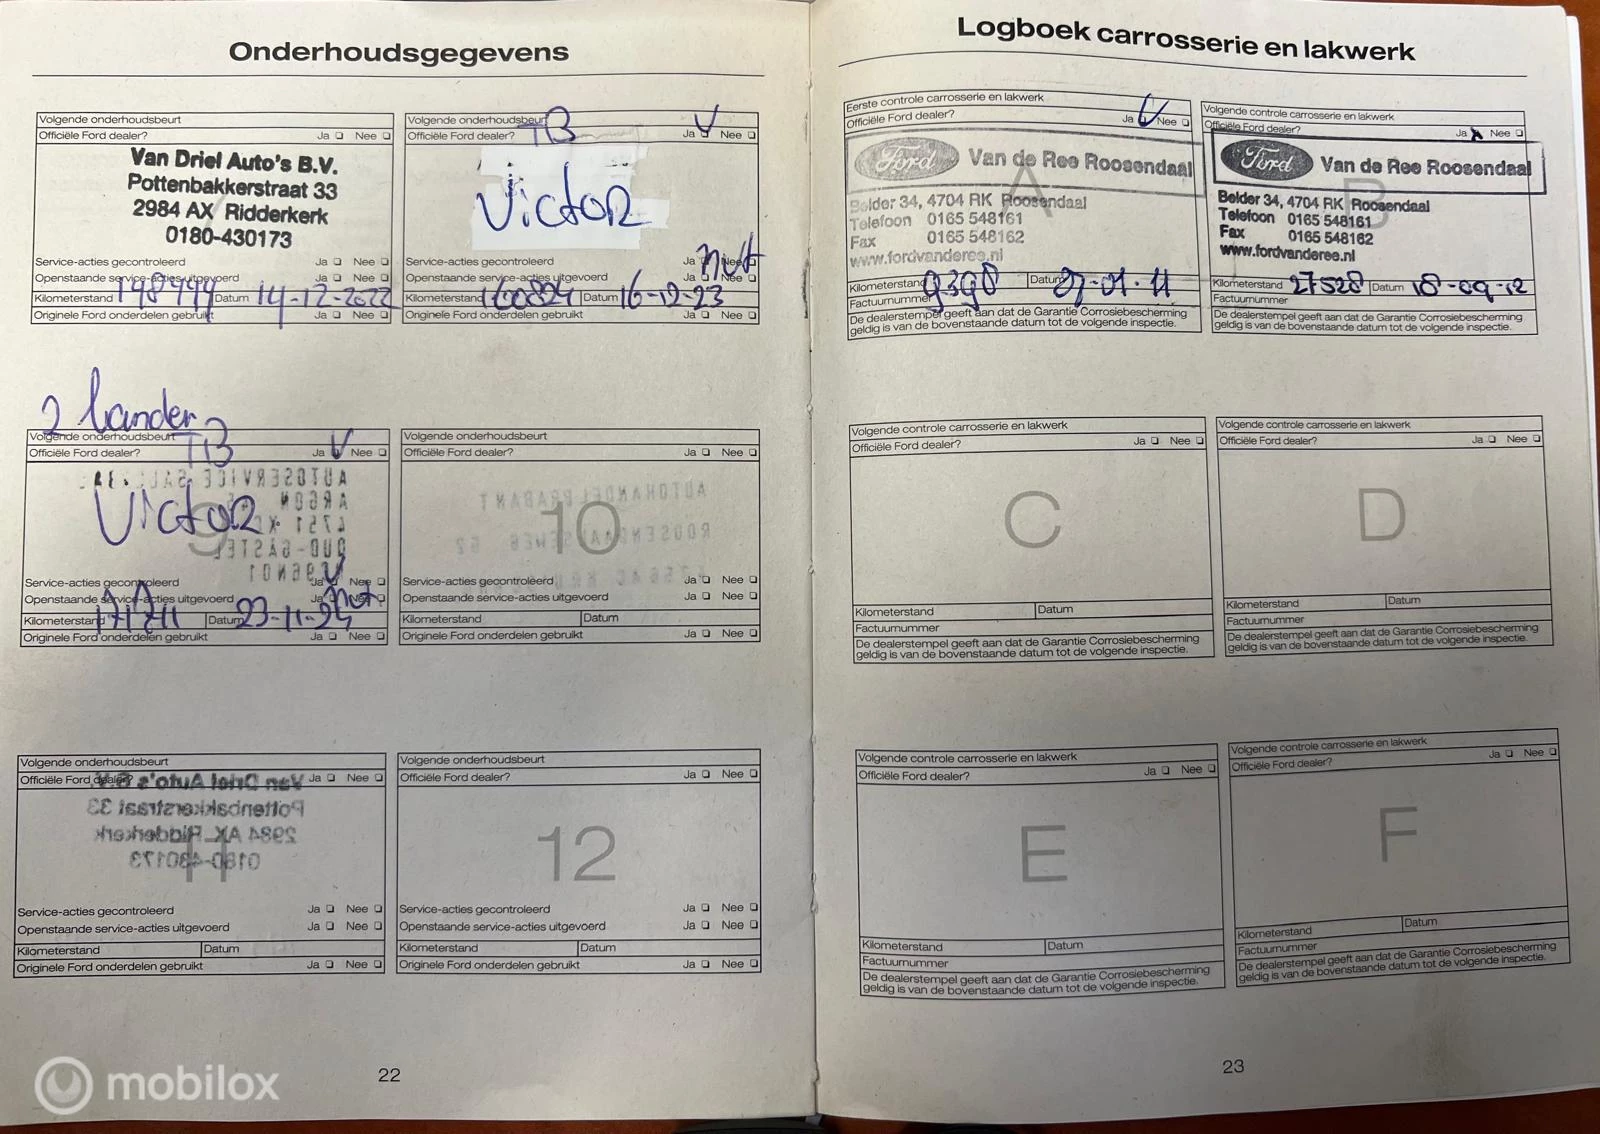 Onderhoudsgegevens
Volgende onderhoudsbeurt
Officiële Ford dealer? Ja Nee
Van Driel Auto's B.V.
Pottenbakkerstraat 33
2984 AX Ridderkerk
0180-430173
Service-acties gecontroleerd Ja Nee
Openstaande service-acties uitgevoerd Ja Nee
Kilometerstand Datum 14-12-2022
Originele Ford onderdelen gebruikt Ja Nee
Volgende onderhoudsbeurt
TB
Officiële Ford dealer? Ja Nee
Victor
Service-acties gecontroleerd Ja Nee
Openstaande service-acties uitgevoerd Ja Nee
Kilometerstand 160824 Datum 16-12-23
Originele Ford onderdelen gebruikt Ja Nee
2 banden
Volgende onderhoudsbeurt
TB
Officiële Ford dealer? Ja Nee
Victor
9
Service-acties gecontroleerd Ja Nee
Openstaande service-acties uitgevoerd Ja Nee
Kilometerstand 171711 Datum 23-11-24
Originele Ford onderdelen gebruikt Ja Nee
Volgende onderhoudsbeurt
Officiële Ford dealer? Ja Nee
10
Service-acties gecontroleerd Ja Nee
Openstaande service-acties uitgevoerd Ja Nee
Kilometerstand Datum
Originele Ford onderdelen gebruikt Ja Nee
Volgende onderhoudsbeurt
Officiële Ford dealer? Ja Nee
Van Driel Auto's B.V.
Pottenbakkerstraat 33
2984 AX Ridderkerk
0180-430173
11
Service-acties gecontroleerd Ja Nee
Openstaande service-acties uitgevoerd Ja Nee
Kilometerstand Datum
Originele Ford onderdelen gebruikt Ja Nee
Volgende onderhoudsbeurt
Officiële Ford dealer? Ja Nee
12
Service-acties gecontroleerd Ja Nee
Openstaande service-acties uitgevoerd Ja Nee
Kilometerstand Datum
Originele Ford onderdelen gebruikt Ja Nee
22
mobilox
Logboek carrosserie en lakwerk
Eerste controle carrosserie en lakwerk
Officiële Ford dealer? Ja Nee
Ford Van de Ree Roosendaal
A
Belder 34, 4704 RK Roosendaal
Telefoon 0165 548161
Fax 0165 548162
www.fordvanderee.nl
Kilometerstand 9398 Datum 07-01-11
Factuurnummer
De dealerstempel geeft aan dat de Garantie Corrosiebescherming
geldig is van de bovenstaande datum tot de volgende inspectie.
Volgende controle carrosserie en lakwerk
Officiële Ford dealer? Ja Nee
Ford Van de Ree Roosendaal
B
Belder 34, 4704 RK Roosendaal
Telefoon 0165 548161
Fax 0165 548162
www.fordvanderee.nl
Kilometerstand 27528 Datum 18-09-12
Factuurnummer
De dealerstempel geeft aan dat de Garantie Corrosiebescherming
geldig is van de bovenstaande datum tot de volgende inspectie.
Volgende controle carrosserie en lakwerk
Officiële Ford dealer? Ja Nee
C
Kilometerstand Datum
Factuurnummer
De dealerstempel geeft aan dat de Garantie Corrosiebescherming
geldig is van de bovenstaande datum tot de volgende inspectie.
Volgende controle carrosserie en lakwerk
Officiële Ford dealer? Ja Nee
D
Kilometerstand Datum
Factuurnummer
De dealerstempel geeft aan dat de Garantie Corrosiebescherming
geldig is van de bovenstaande datum tot de volgende inspectie.
Volgende controle carrosserie en lakwerk
Officiële Ford dealer? Ja Nee
E
Kilometerstand Datum
Factuurnummer
De dealerstempel geeft aan dat de Garantie Corrosiebescherming
geldig is van de bovenstaande datum tot de volgende inspectie.
Volgende controle carrosserie en lakwerk
Officiële Ford dealer? Ja Nee
F
Kilometerstand Datum
Factuurnummer
De dealerstempel geeft aan dat de Garantie Corrosiebescherming
geldig is van de bovenstaande datum tot de volgende inspectie.
23